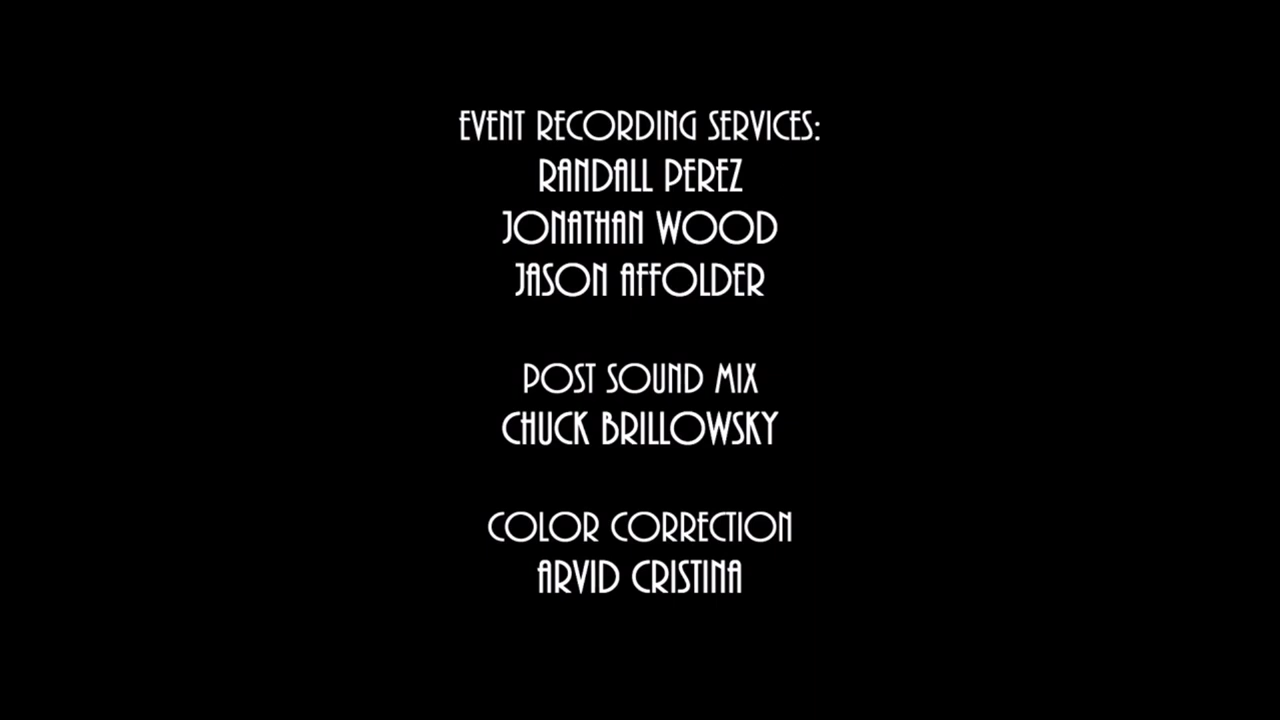 EVENT RECORDING SERVICES:
RANDALL PEREZ
JONATHAN WOOD
JASON AFFOLDER
POST SOUND MIX
CHUCK BRILLOWSKY
COLOR CORRECTION
ARVID CRISTINA